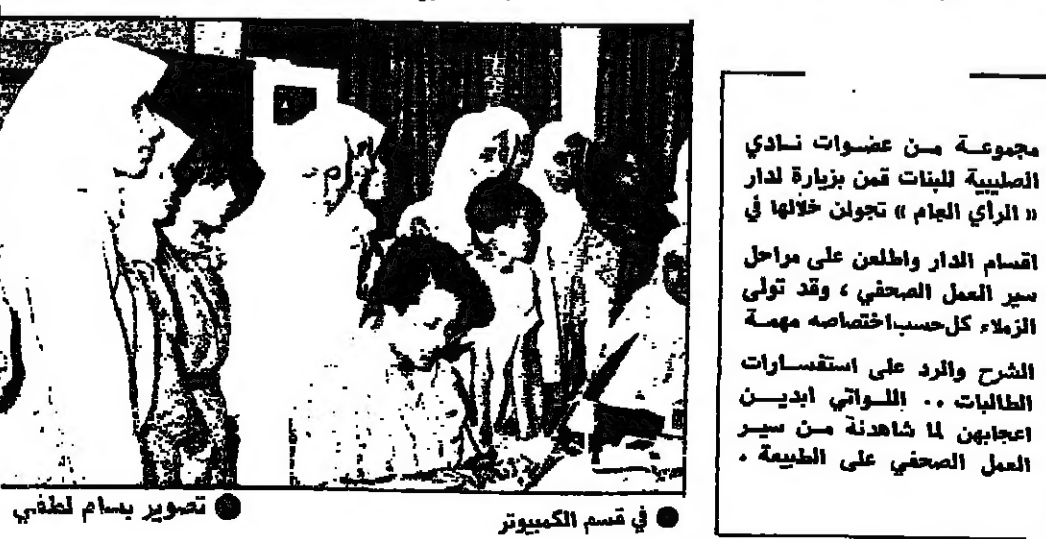 مجموعة من عضوات نادي
الصليبية للبنات قمن بزيارة لدار
« الرأي العام » تجولن خلالها في
اقسام الدار واطلعن على مراحل
سير العمل الصحفي ، وقد تولى
الزملاء كل حسب اختصاصه مهمة
الشرح والرد على استفسارات
الطالبات .. اللواتي ابدين
اعجابهن لما شاهدنة من سير
العمل الصحفي على الطبيعة .
● في قسم الكمبيوتر
● تصوير بسام لطفي